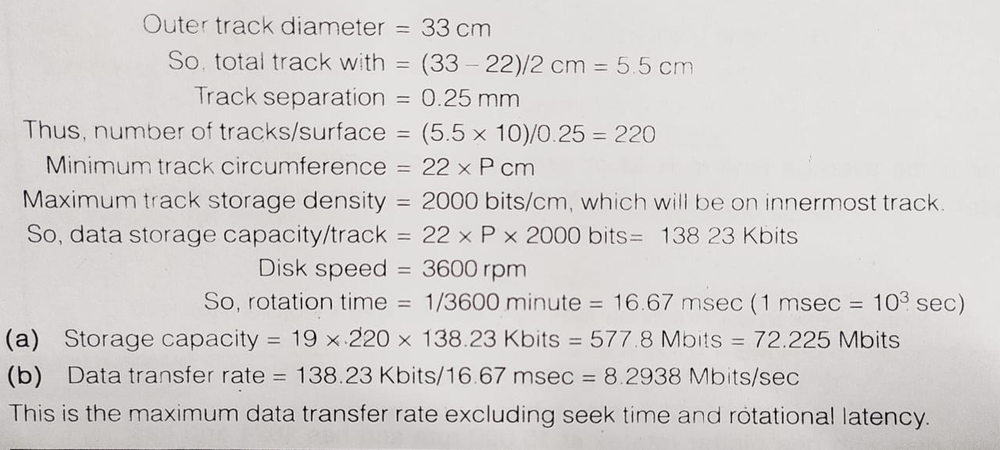 Outer track diameter = 33 cm
So, total track with = (33 – 22)/2 cm = 5.5 cm
Track separation = 0.25 mm
Thus, number of tracks/surface = (5.5 × 10)/0.25 = 220
Minimum track circumference = 22 × P cm
Maximum track storage density = 2000 bits/cm, which will be on innermost track.
So, data storage capacity/track = 22 × P × 2000 bits= 138 23 Kbits
Disk speed = 3600 rpm
So, rotation time = 1/3600 minute = 16.67 msec (1 msec = 10³ sec)
(a) Storage capacity = 19 × 220 × 138.23 Kbits = 577.8 Mbits = 72.225 Mbits
(b) Data transfer rate = 138.23 Kbits/16.67 msec = 8.2938 Mbits/sec
This is the maximum data transfer rate excluding seek time and rotational latency.